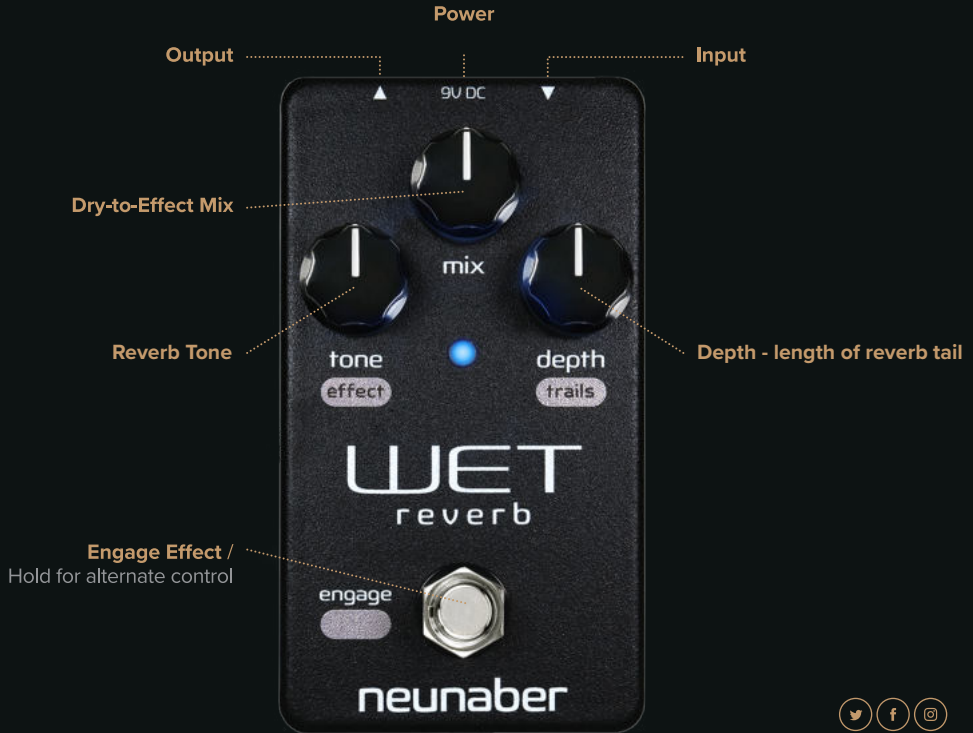 Power
Output
Input
9V DC
Dry-to-Effect Mix
mix
Reverb Tone
Depth - length of reverb tail
tone
depth
effect
trails
WET
reverb
Engage Effect /
Hold for alternate control
engage
neunaber